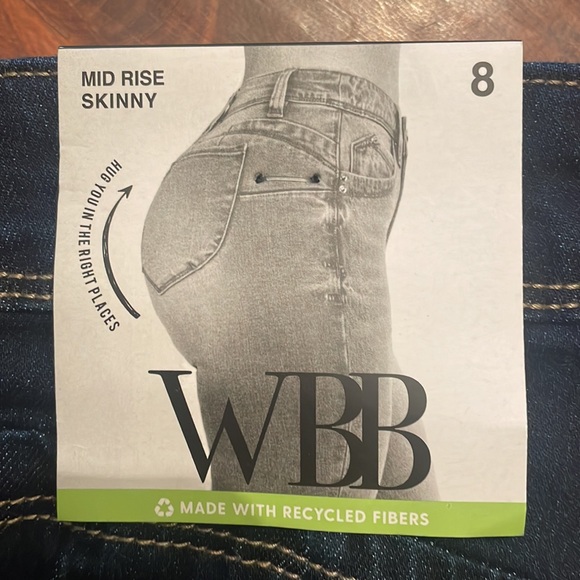 MID RISE
SKINNY
8
HUG YOU IN THE RIGHT PLACES
WBB
MADE WITH RECYCLED FIBERS